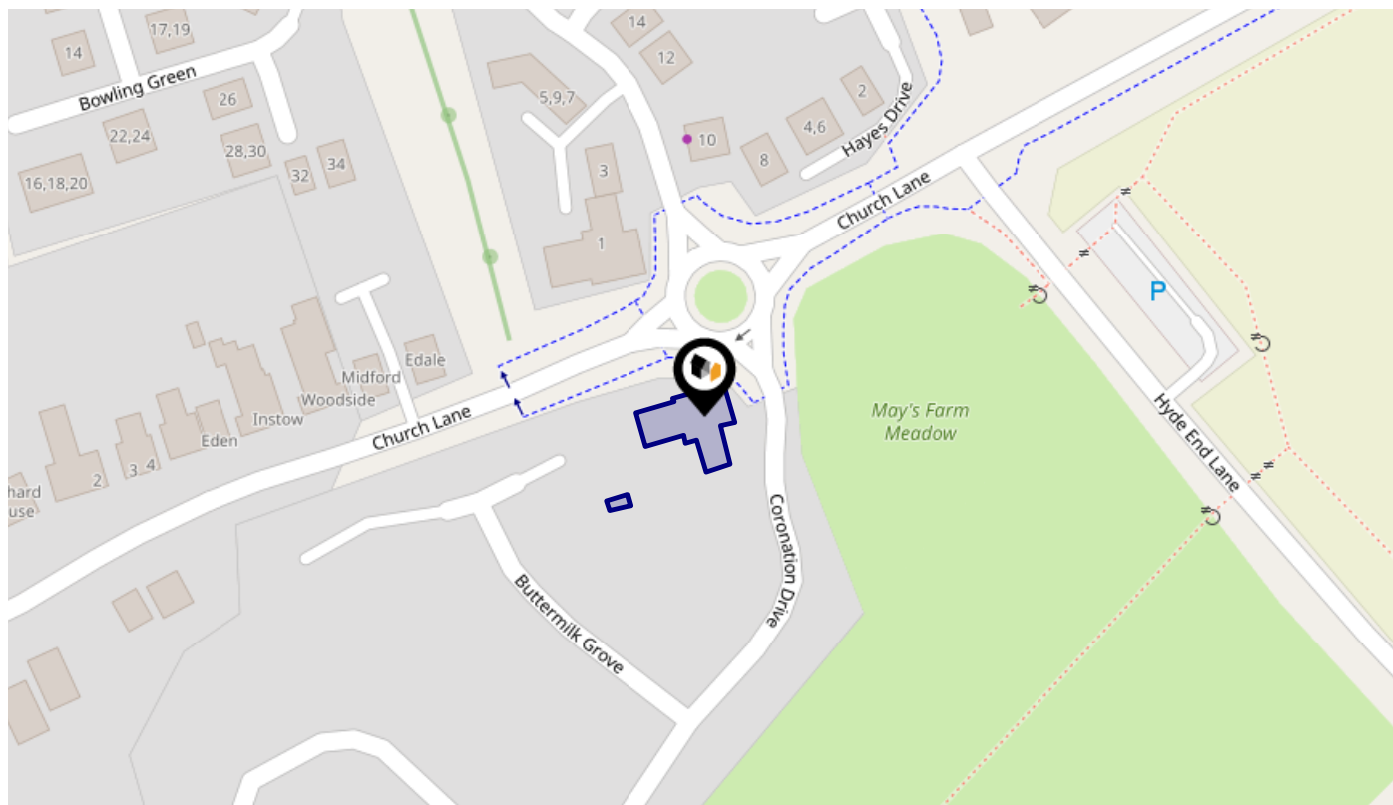 14
17,19
14
12
Bowling Green
26
5,9,7
2
22,24
4,6
Hayes Drive
10
28,30
8
34
3
32
16,18,20
Church Lane
1
P
Edale
Midford
Woodside
Instow
Eden
Church Lane
2
3
4
hard
use
May's Farm
Meadow
Hyde End Lane
Coronation Drive
Buttermilk Grove